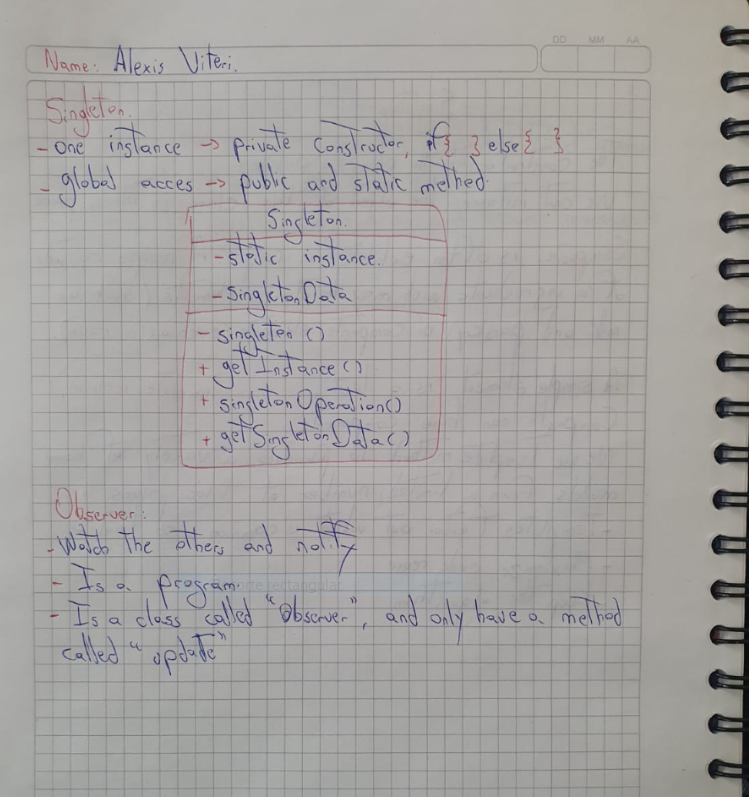 DD MM AA
Name: Alexis Viteri.
Singleton.
- one instance → private constructor, if { } else { }
- global acces → public and static method
Singleton.
- static instance.
- SingletonData
- singleton ()
+ getInstance ()
+ singletonOperation()
+ getSingletonData()
Observer:
- Watch the others and notify
- Is a program.
- Is a class called "Observer", and only have a method
called "update"